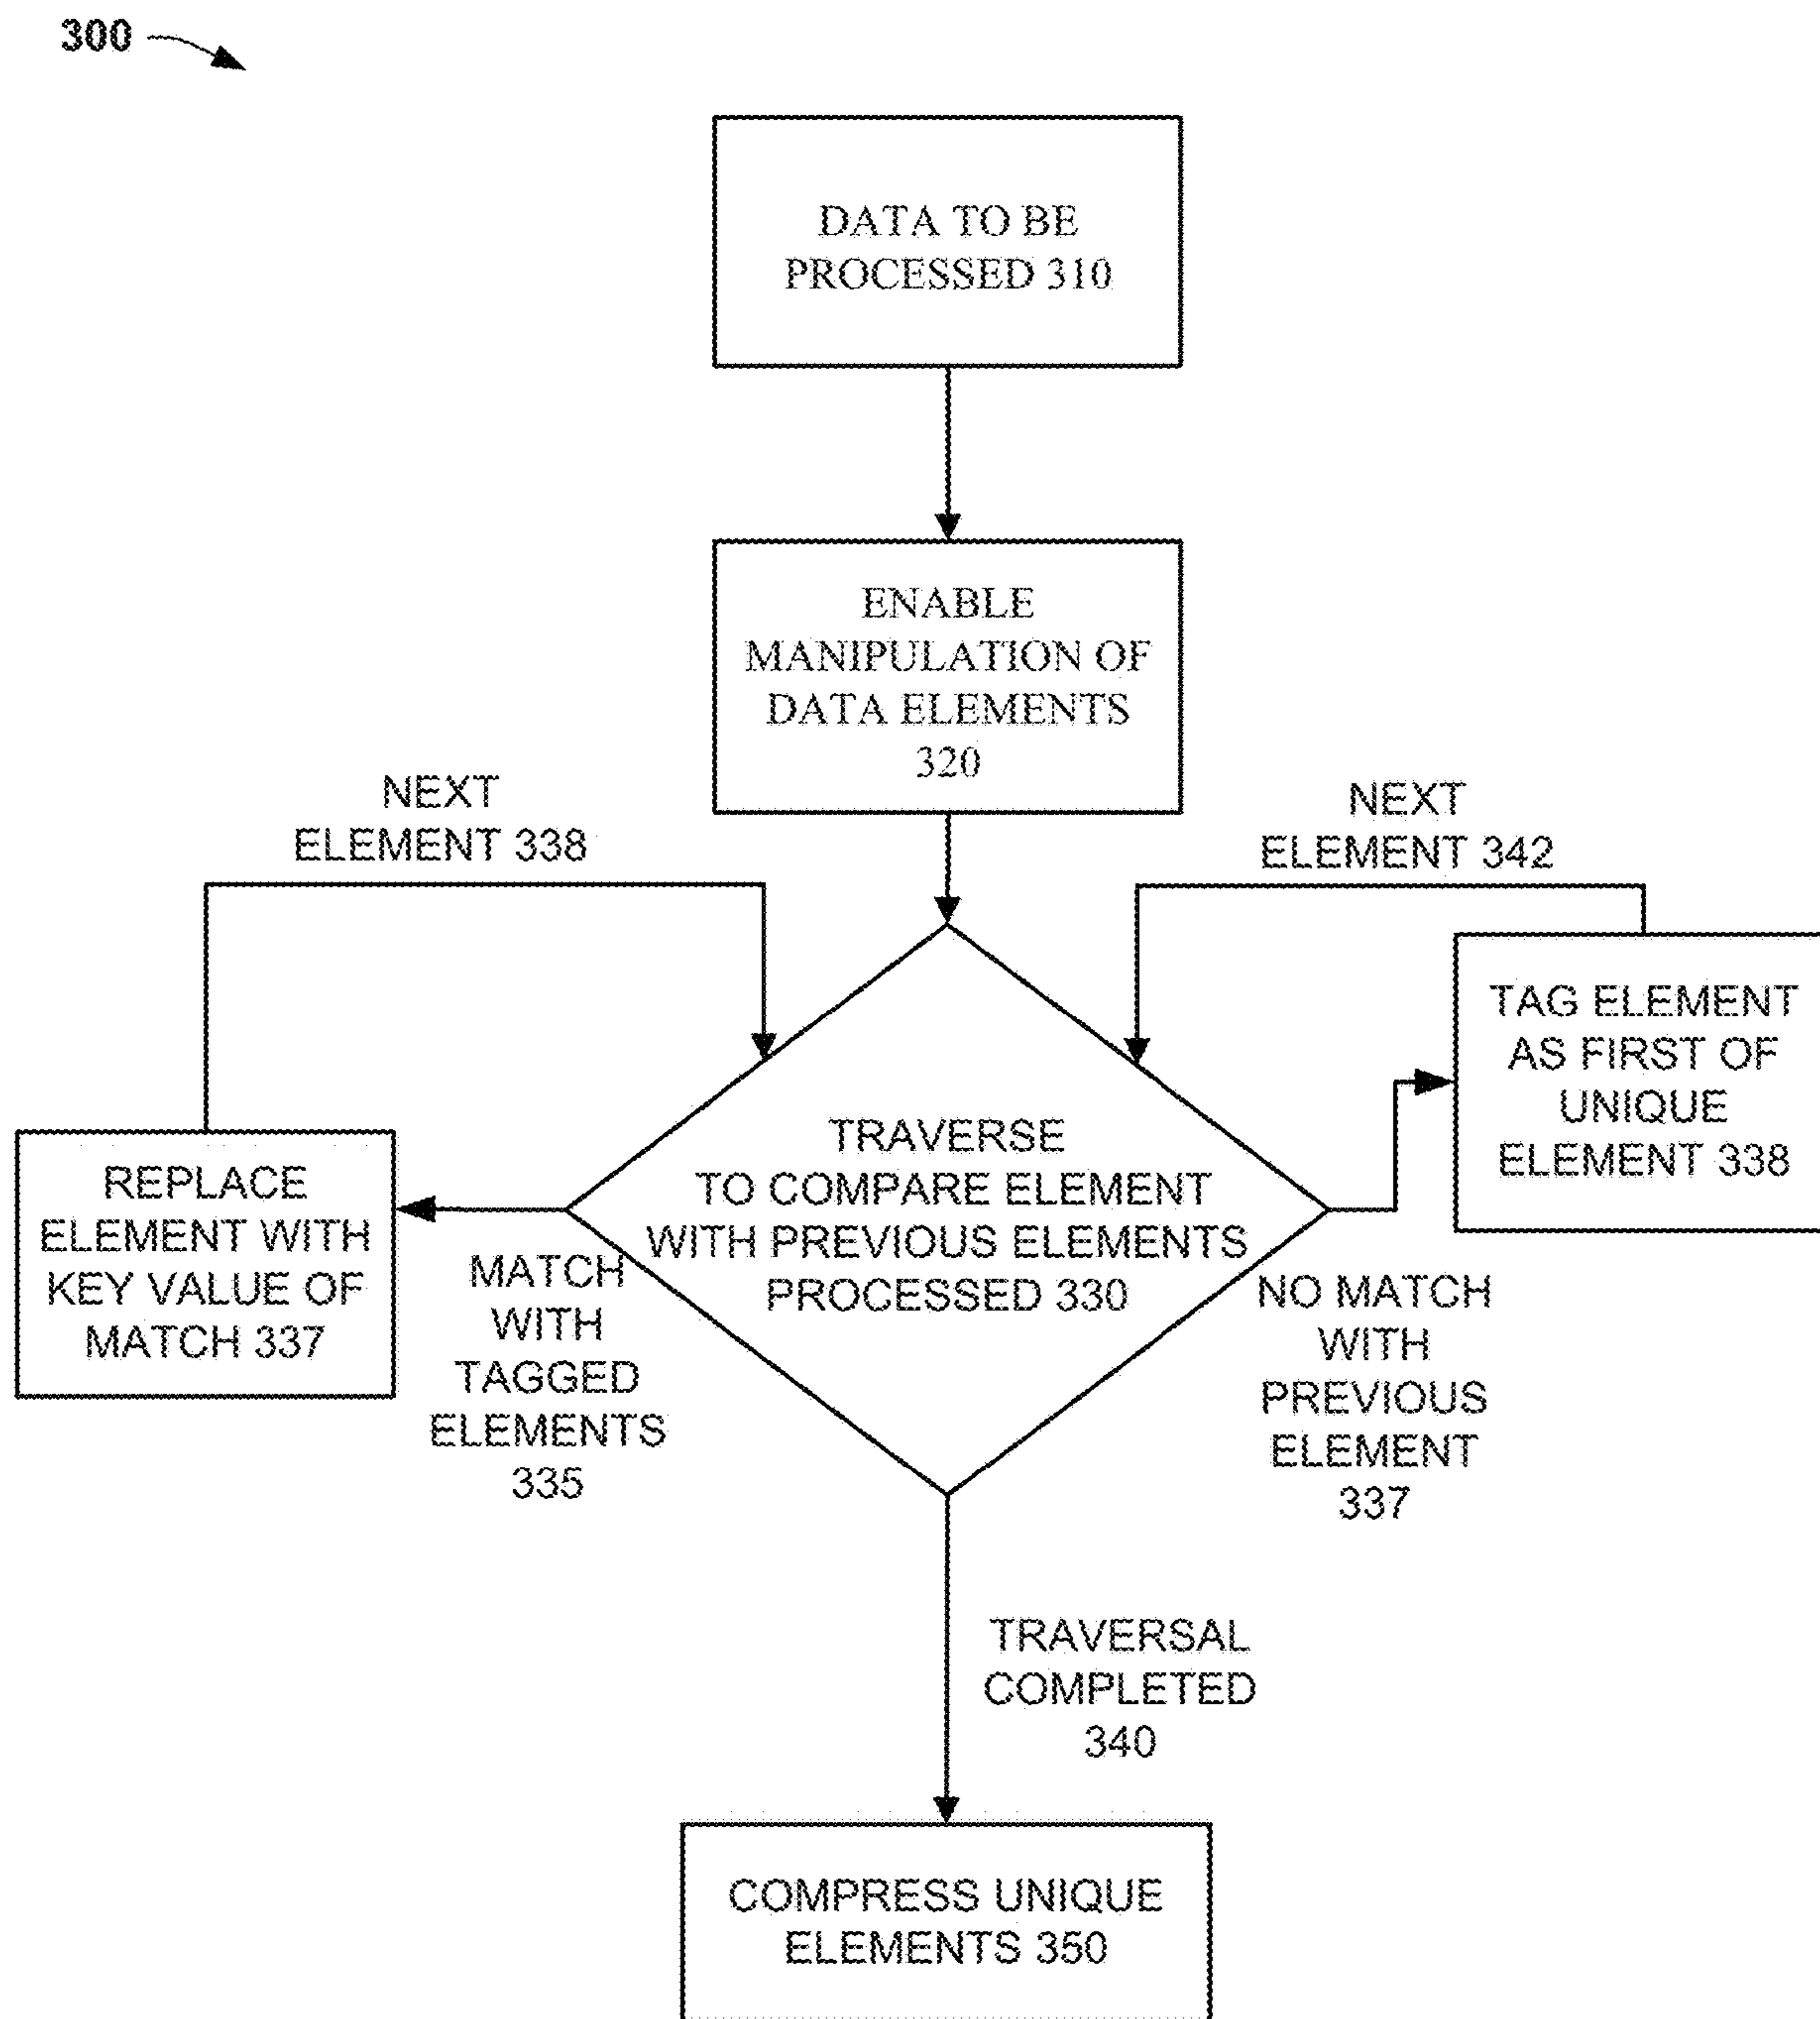 300
DATA TO BE
PROCESSED 310
ENABLE
MANIPULATION OF
DATA ELEMENTS
320
NEXT
ELEMENT 338
NEXT
ELEMENT 342
TAG ELEMENT
AS FIRST OF
UNIQUE
ELEMENT 338
TRAVERSE
TO COMPARE ELEMENT
WITH PREVIOUS ELEMENTS
PROCESSED 330
REPLACE
ELEMENT WITH
KEY VALUE OF
MATCH 337
MATCH
WITH
TAGGED
ELEMENTS
335
NO MATCH
WITH
PREVIOUS
ELEMENT
337
TRAVERSAL
COMPLETED
340
COMPRESS UNIQUE
ELEMENTS 350